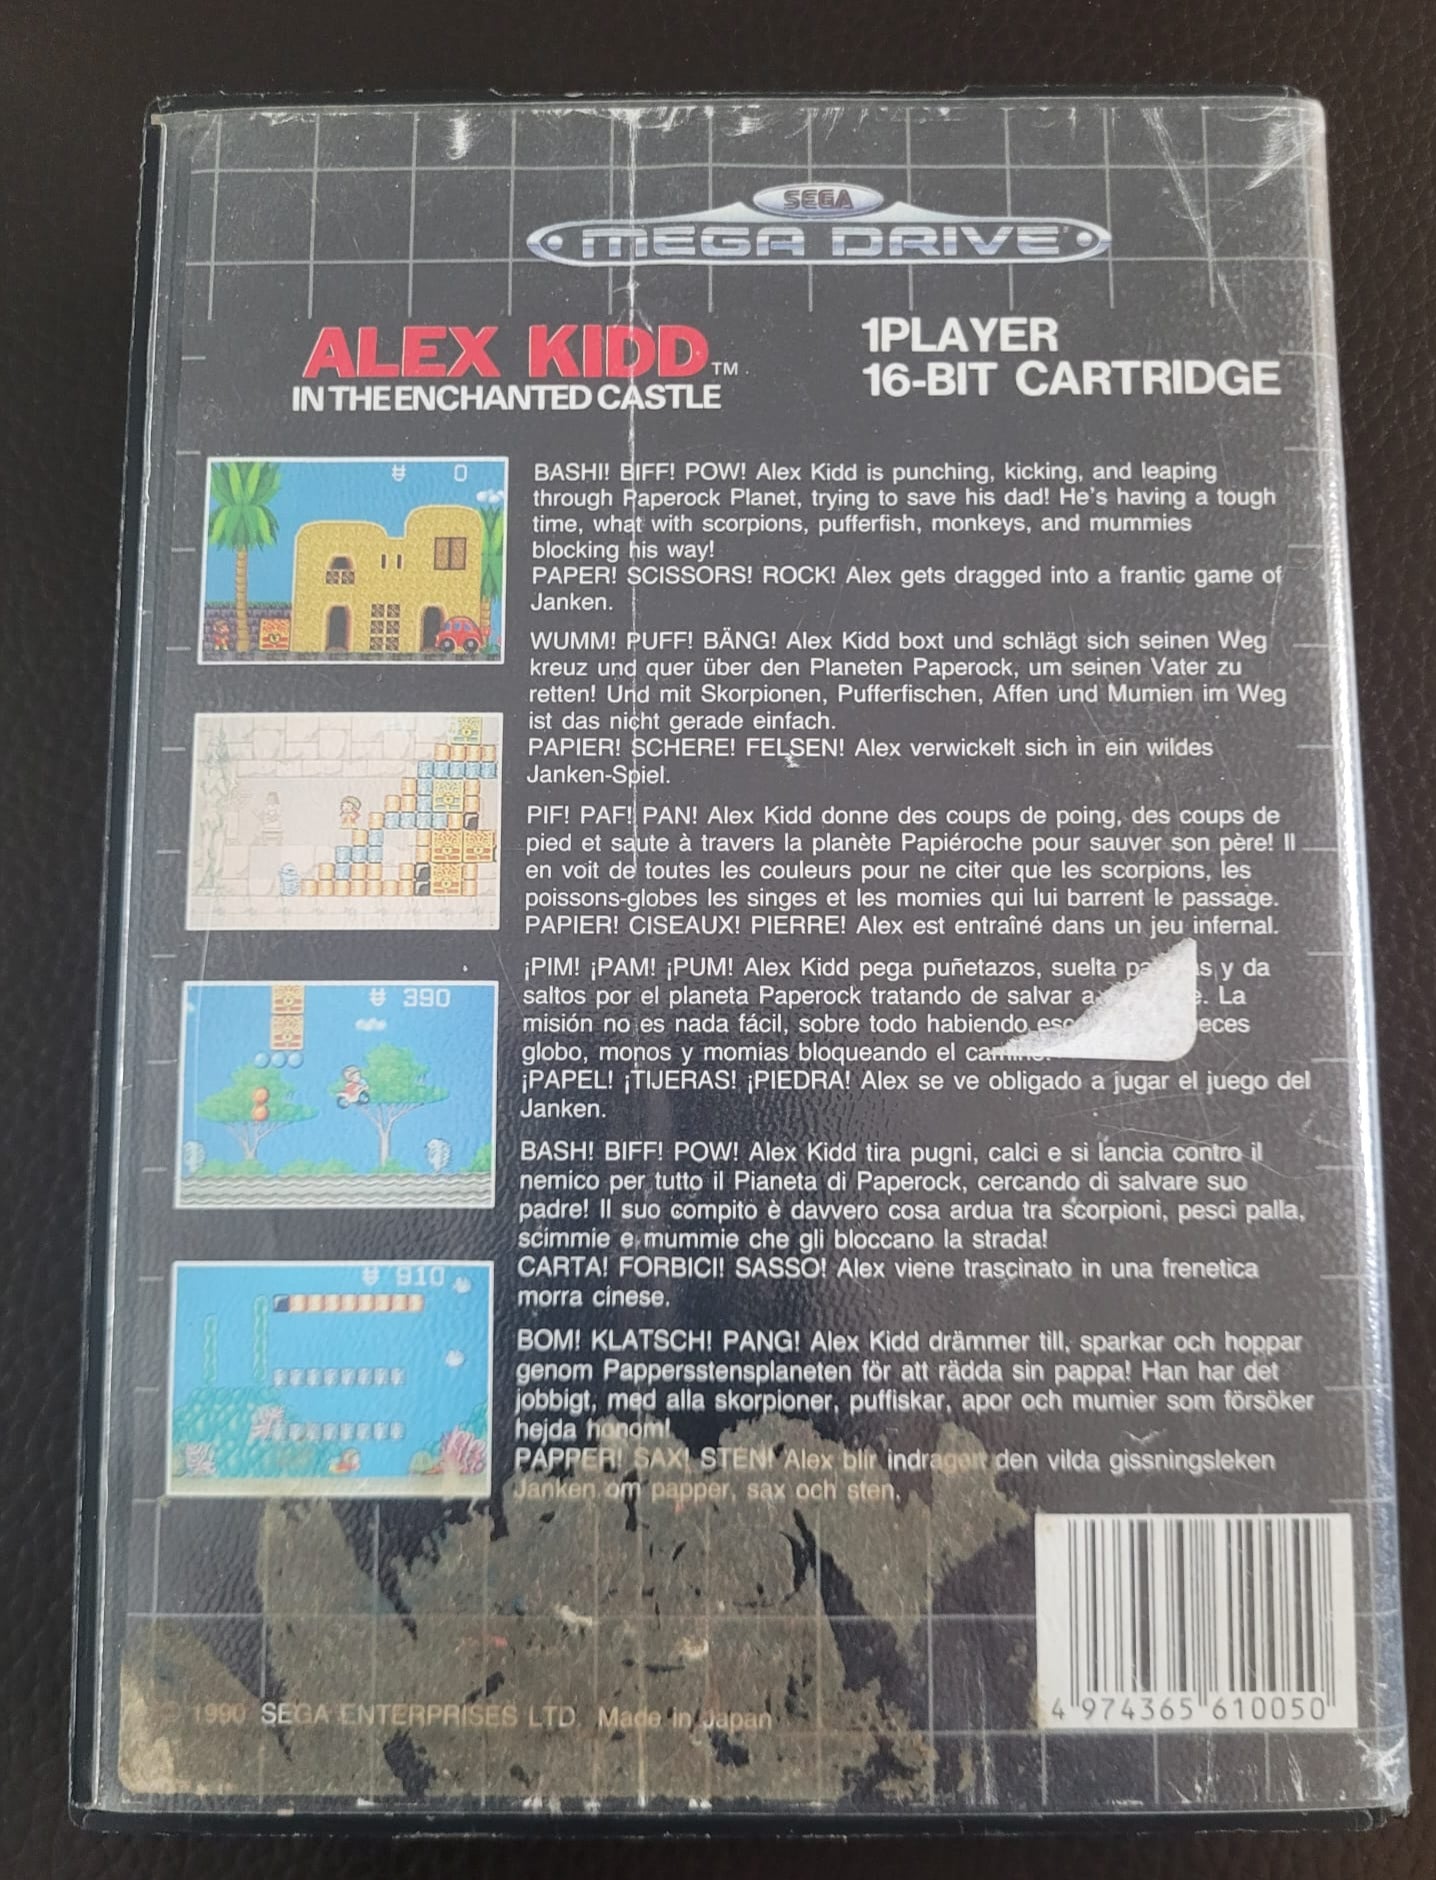 SEGA
MEGA DRIVE
ALEX KIDD™
IN THE ENCHANTED CASTLE
1PLAYER
16-BIT CARTRIDGE
0
BASHI! BIFF! POW! Alex Kidd is punching, kicking, and leaping
through Paperock Planet, trying to save his dad! He's having a tough
time, what with scorpions, pufferfish, monkeys, and mummies
blocking his way!
PAPER! SCISSORS! ROCK! Alex gets dragged into a frantic game of
Janken.
WUMM! PUFF! BÄNG! Alex Kidd boxt und schlägt sich seinen Weg
kreuz und quer über den Planeten Paperock, um seinen Vater zu
retten! Und mit Skorpionen, Pufferfischen, Affen und Mumien im Weg
ist das nicht gerade einfach.
PAPIER! SCHERE! FELSEN! Alex verwickelt sich in ein wildes
Janken-Spiel.
PIF! PAF! PAN! Alex Kidd donne des coups de poing, des coups de
pied et saute à travers la planète Papiéroche pour sauver son père! Il
en voit de toutes les couleurs pour ne citer que les scorpions, les
poissons-globes les singes et les momies qui lui barrent le passage.
PAPIER! CISEAUX! PIERRE! Alex est entraîné dans un jeu infernal.
390
¡PIM! ¡PAM! ¡PUM! Alex Kidd pega puñetazos, suelta y da
saltos por el planeta Paperock tratando de salvar a La
misión no es nada fácil, sobre todo habiendo
globo, monos y momias bloqueando el
¡PAPEL! ¡TIJERAS! ¡PIEDRA! Alex se ve obligado a jugar el juego del
Janken.
BASH! BIFF! POW! Alex Kidd tira pugni, calci e si lancia contro il
nemico per tutto il Pianeta di Paperock, cercando di salvare suo
padre! Il suo compito è davvero cosa ardua tra scorpioni, pesci palla,
scimmie e mummie che gli bloccano la strada!
CARTA! FORBICI! SASSO! Alex viene trascinato in una frenetica
morra cinese.
910
BOM! KLATSCH! PANG! Alex Kidd drämmer till, sparkar och hoppar
genom Pappersstensplaneten för att rädda sin pappa! Han har det
jobbigt, med alla skorpioner, puffiskar, apor och mumier som försöker
hejda honom!
PAPPER! SAX! STEN! Alex blir indragen den vilda gissningsleken
Janken om papper, sax och sten.
1990 SEGA ENTERPRISES LTD. Made in Japan
4 974365 610050